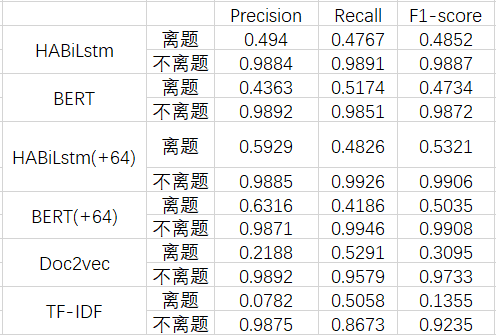 Precision Recall F1-score
HABiLstm 离题 0.494 0.4767 0.4852
不离题 0.9884 0.9891 0.9887
BERT 离题 0.4363 0.5174 0.4734
不离题 0.9892 0.9851 0.9872
HABiLstm(+64) 离题 0.5929 0.4826 0.5321
不离题 0.9885 0.9926 0.9906
BERT(+64) 离题 0.6316 0.4186 0.5035
不离题 0.9871 0.9946 0.9908
Doc2vec 离题 0.2188 0.5291 0.3095
不离题 0.9892 0.9579 0.9733
TF-IDF 离题 0.0782 0.5058 0.1355
不离题 0.9875 0.8673 0.9235